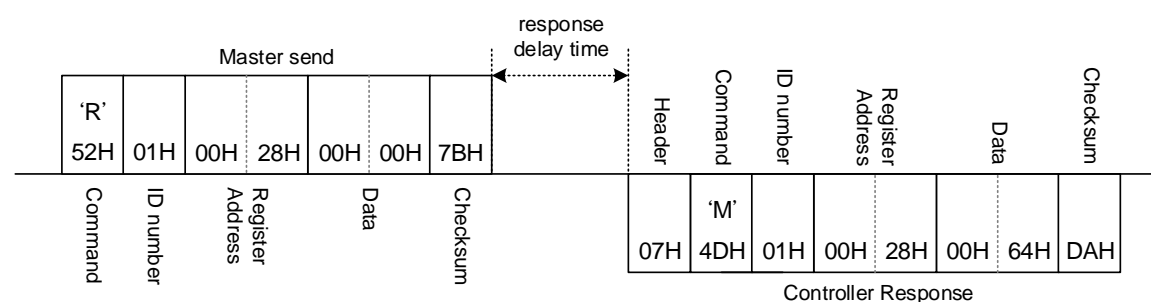 response
delay time
Master send
'R'
52H 01H 00H 28H 00H 00H 7BH
Command
ID number
Register
Address
Data
Checksum
Header
Command
ID number
Register
Address
Data
Checksum
'M'
07H 4DH 01H 00H 28H 00H 64H DAH
Controller Response